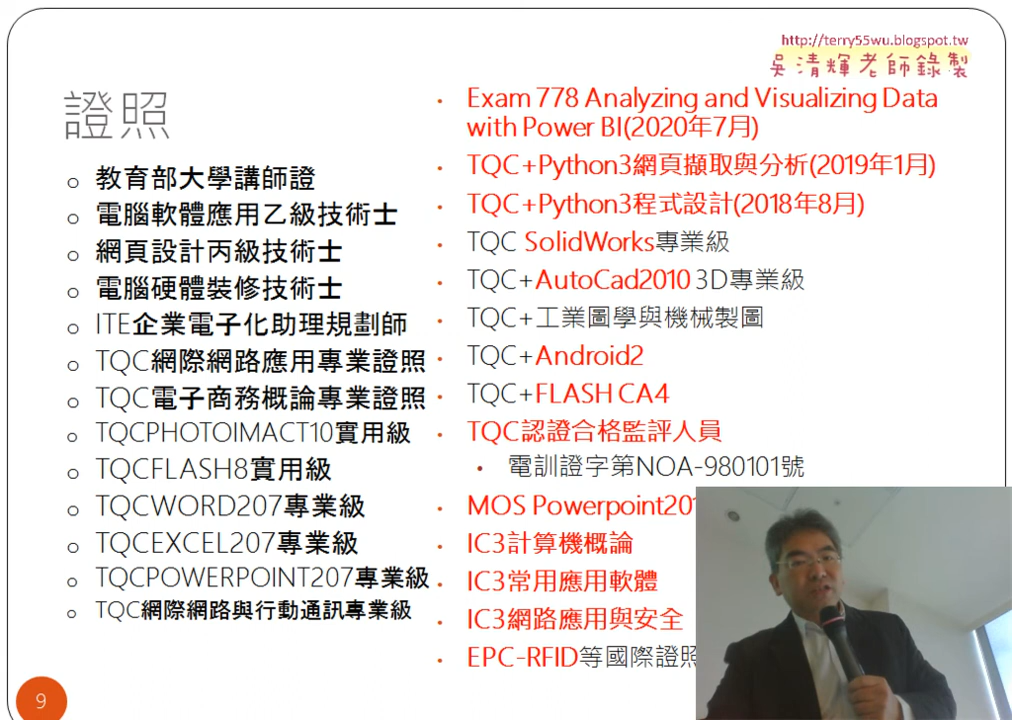 http://terry55wu.blogspot.tw
吳清輝老師錄製
證照
教育部大學講師證
電腦軟體應用乙級技術士
網頁設計丙級技術士
電腦硬體裝修技術士
ITE企業電子化助理規劃師
TQC網際網路應用專業證照
TQC電子商務概論專業證照
TQCPHOTOIMACT10實用級
TQCFLASH8實用級
TQCWORD207專業級
TQCEXCEL207專業級
TQCPOWERPOINT207專業級
TQC網際網路與行動通訊專業級
Exam 778 Analyzing and Visualizing Data
with Power BI(2020年7月)
TQC+Python3網頁擷取與分析(2019年1月)
TQC+Python3程式設計(2018年8月)
TQC SolidWorks專業級
TQC+AutoCad2010 3D專業級
TQC+工業圖學與機械製圖
TQC+Android2
TQC+FLASH CA4
TQC認證合格監評人員
電訓證字第NOA-980101號
MOS Powerpoint201
IC3計算機概論
IC3常用應用軟體
IC3網路應用與安全
EPC-RFID等國際證照
9